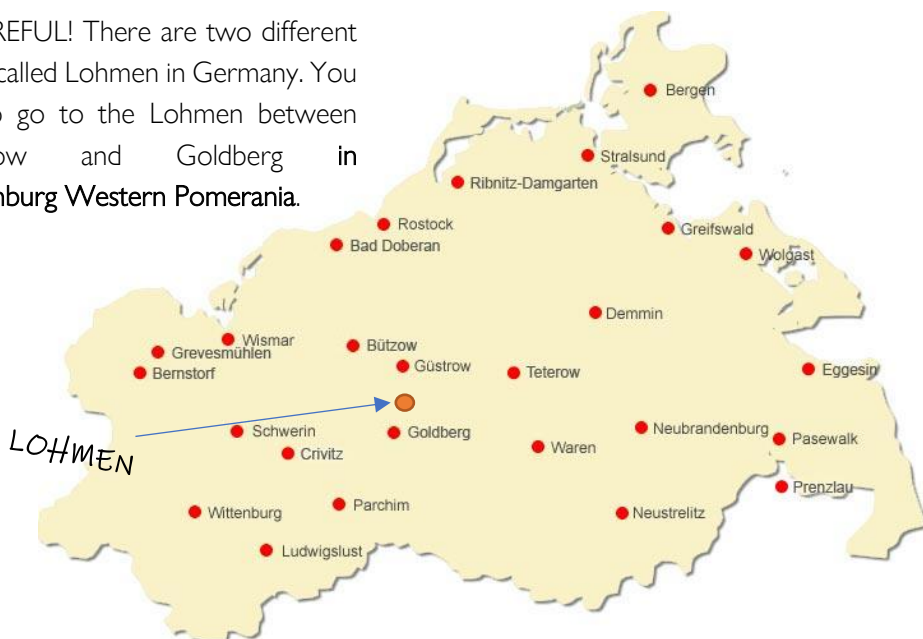 REFUL! There are two different
called Lohmen in Germany. You
go to the Lohmen between
ow and Goldberg in
nburg Western Pomerania.
Bergen
Stralsund
Ribnitz-Damgarten
Rostock
Greifswald
Bad Doberan
Wolgast
Demmin
Wismar
Bützow
Grevesmühlen
Güstrow
Bernstorf
Teterow
Eggesin
LOHMEN
Schwerin
Goldberg
Neubrandenburg
Pasewalk
Crivitz
Waren
Prenzlau
Wittenburg
Parchim
Neustrelitz
Ludwigslust